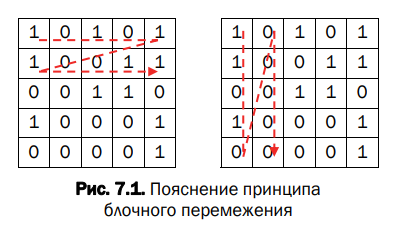 1 0 1 0 1 1 0 1 0 1
1 0 0 1 1 1 0 0 1 1
0 0 1 1 0 0 0 1 1 0
1 0 0 0 1 1 0 0 0 1
0 0 0 0 1 0 0 0 0 1
Рис. 7.1. Пояснение принципа
блочного перемежения